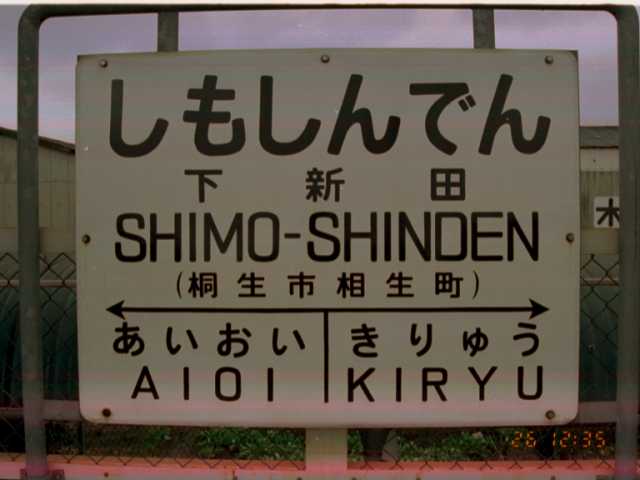 しもしんでん
下新田
SHIMO-SHINDEN
(桐生市相生町)
あいおい きりゅう
AIOI KIRYU
木
26 12:35